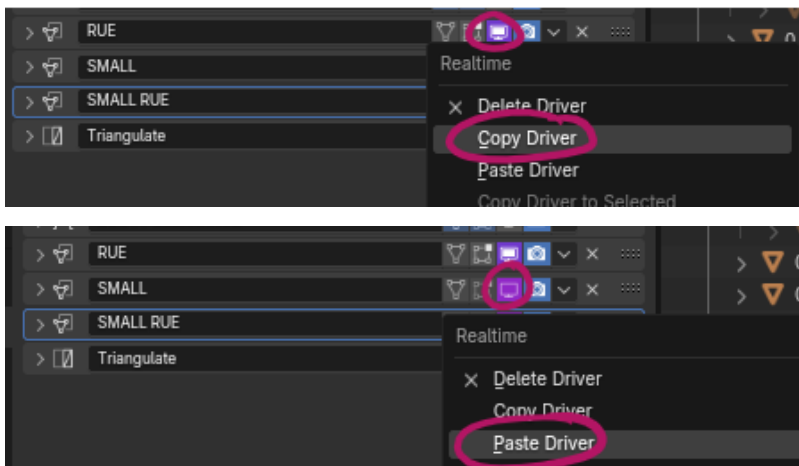 RUE
Realtime
SMALL
Delete Driver
SMALL RUE
Copy Driver
Triangulate
Paste Driver
Copy Driver to Selected
RUE
SMALL
SMALL RUE
Realtime
Triangulate
Delete Driver
Copy Driver
Paste Driver